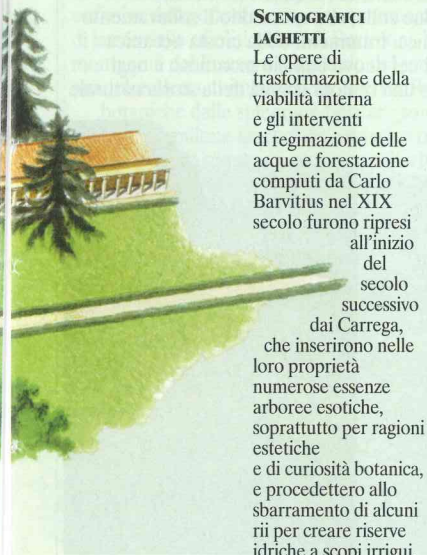 SCENOGRAFICI
LAGHETTI
Le opere di
trasformazione della
viabilità interna
e gli interventi
di regimazione delle
acque e forestazione
compiuti da Carlo
Barvitius nel XIX
secolo furono ripresi
all'inizio
del
secolo
successivo
dai Carrega,
che inserirono nelle
loro proprietà
numerose essenze
arboree esotiche,
soprattutto per ragioni
estetiche
e di curiosità botanica,
e procedettero allo
sbarramento di alcuni
rii per creare riserve
idriche a scopi irrigui